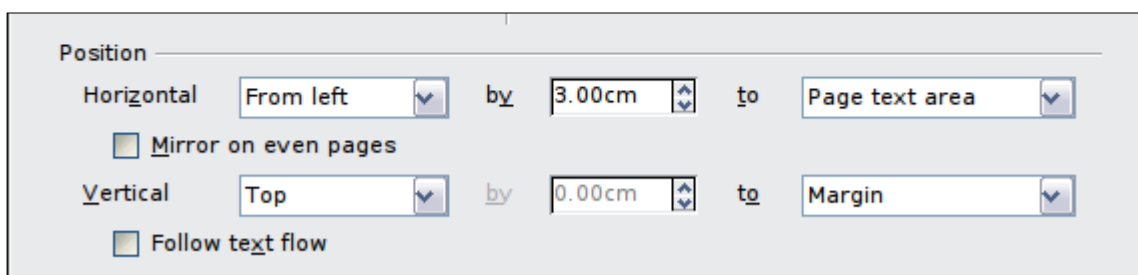 Position
Horizontal From left by 3.00cm to Page text area
Mirror on even pages
Vertical Top by 0.00cm to Margin
Follow text flow